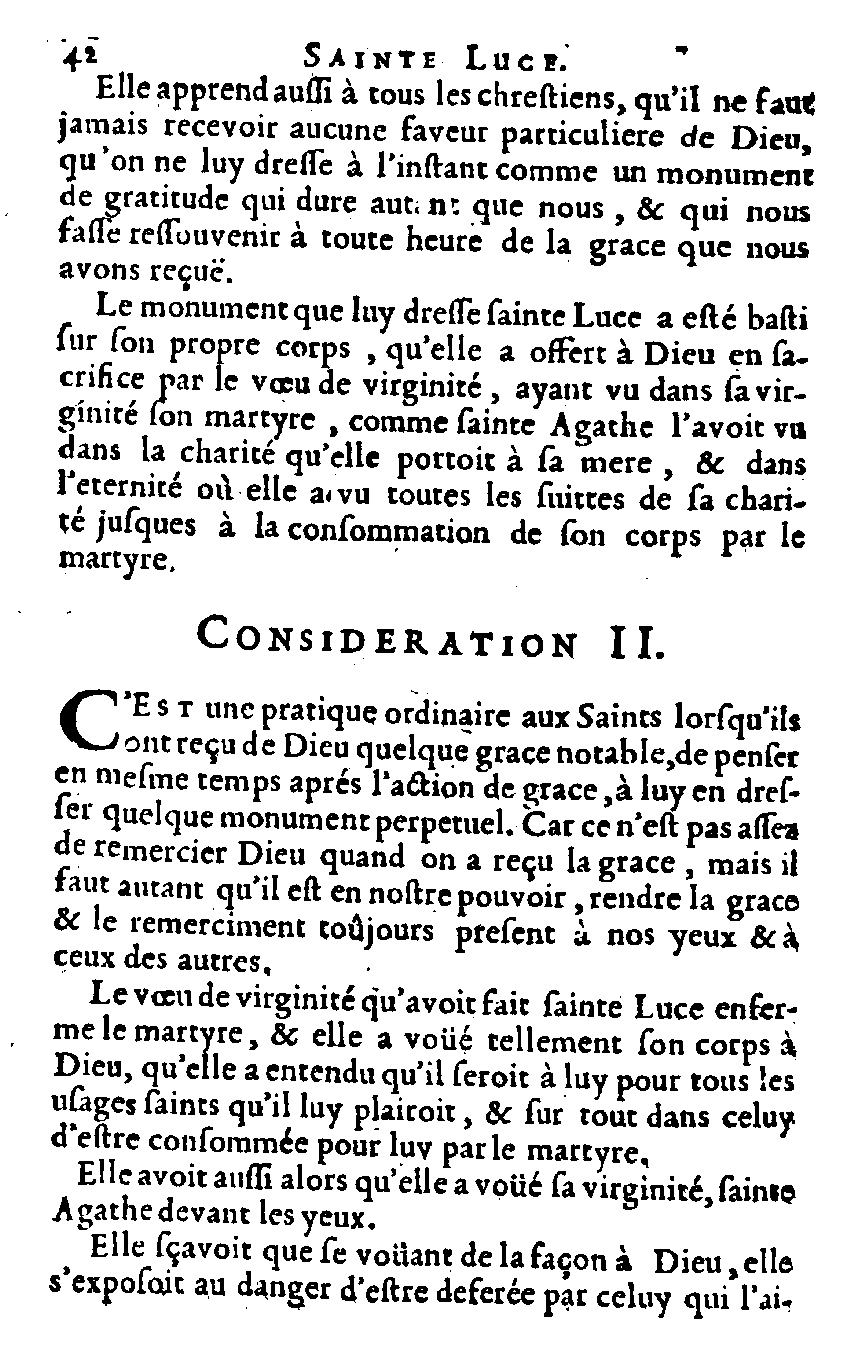 42 SAINTE LUCE.
Elle apprend auſſi à tous les chreſtiens, qu'il ne faut
jamais recevoir aucune faveur particuliere de Dieu,
qu'on ne luy dreſſe à l'inſtant comme un monument
de gratitude qui dure autant que nous, & qui nous
faſſe reſſouvenir à toute heure de la grace que nous
avons reçuë.
Le monument que luy dreſſe ſainte Luce a eſté baſti
ſur ſon propre corps, qu'elle a offert à Dieu en ſa-
crifice par le vœu de virginité, ayant vu dans ſa vir-
ginité ſon martyre, comme ſainte Agathe l'avoit vu
dans la charité qu'elle portoit à ſa mere, & dans
l'eternité où elle a vu toutes les ſuittes de ſa chari-
té juſques à la conſommation de ſon corps par le
martyre.
CONSIDERATION II.
C'EST une pratique ordinaire aux Saints lorſqu'ils
ont reçu de Dieu quelque grace notable, de penſer
en meſme temps aprés l'action de grace, à luy en dreſ-
ſer quelque monument perpetuel. Car ce n'eſt pas aſſez
de remercier Dieu quand on a reçu la grace, mais il
faut autant qu'il eſt en noſtre pouvoir, rendre la grace
& le remerciment toûjours preſent à nos yeux & à
ceux des autres.
Le vœu de virginité qu'avoit fait ſainte Luce enfer-
me le martyre, & elle a voüé tellement ſon corps à
Dieu, qu'elle a entendu qu'il ſeroit à luy pour tous les
uſages ſaints qu'il luy plairoit, & ſur tout dans celuy
d'eſtre conſommée pour luy par le martyre.
Elle avoit auſſi alors qu'elle a voüé ſa virginité, ſainte
Agathe devant les yeux.
Elle ſçavoit que ſe voüant de la façon à Dieu, elle
s'expoſoit au danger d'eſtre deferée par celuy qui l'ai-